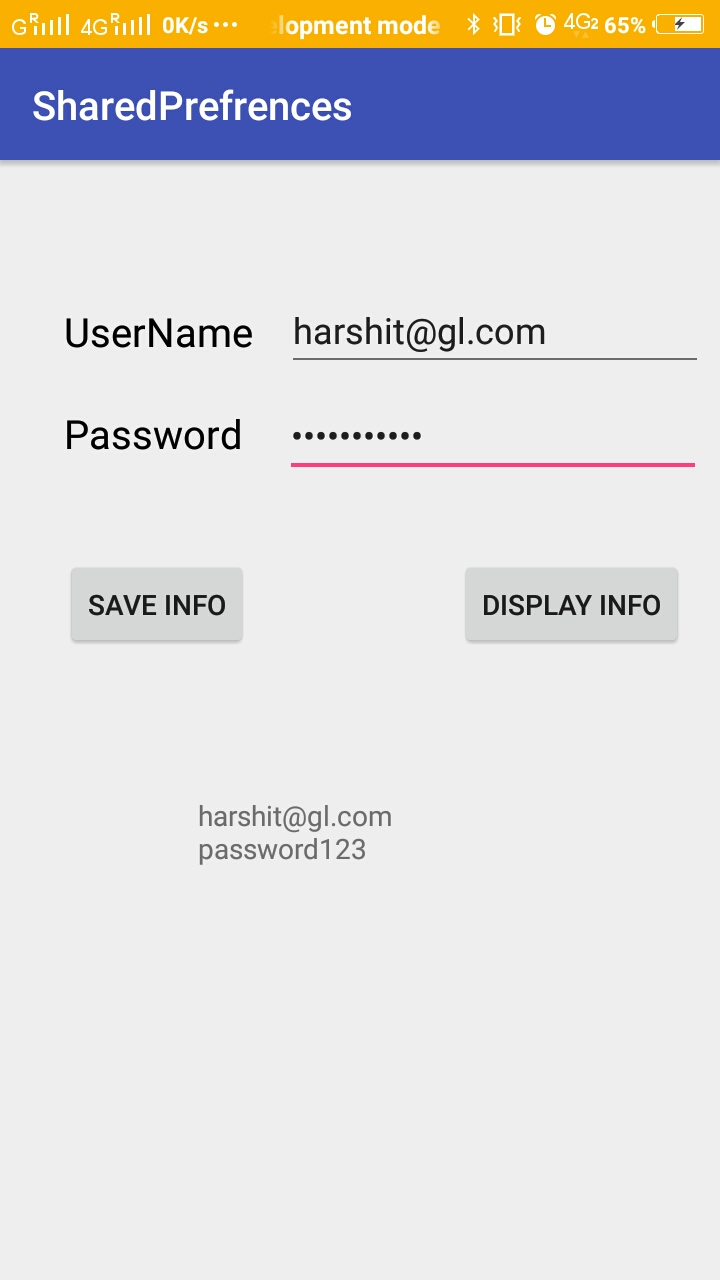 G R 4G R 0K/s ... elopment mode 4G2 65%
SharedPrefrences
UserName harshit@gl.com
Password •••••••••••
SAVE INFO DISPLAY INFO
harshit@gl.com
password123